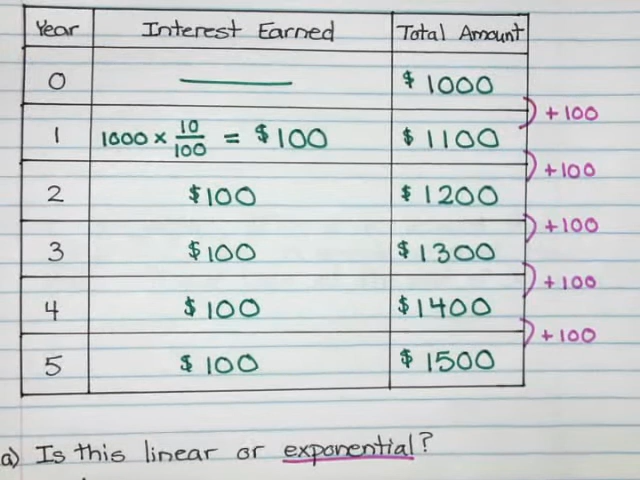 Year Interest Earned Total Amount
0 $ 1000
+100
1 1000 × 10/100 = $100 $ 1100
+100
2 $100 $ 1200
+100
3 $100 $1300
+100
4 $ 100 $1400
+100
5 $ 100 $ 1500
a) Is this linear or exponential?